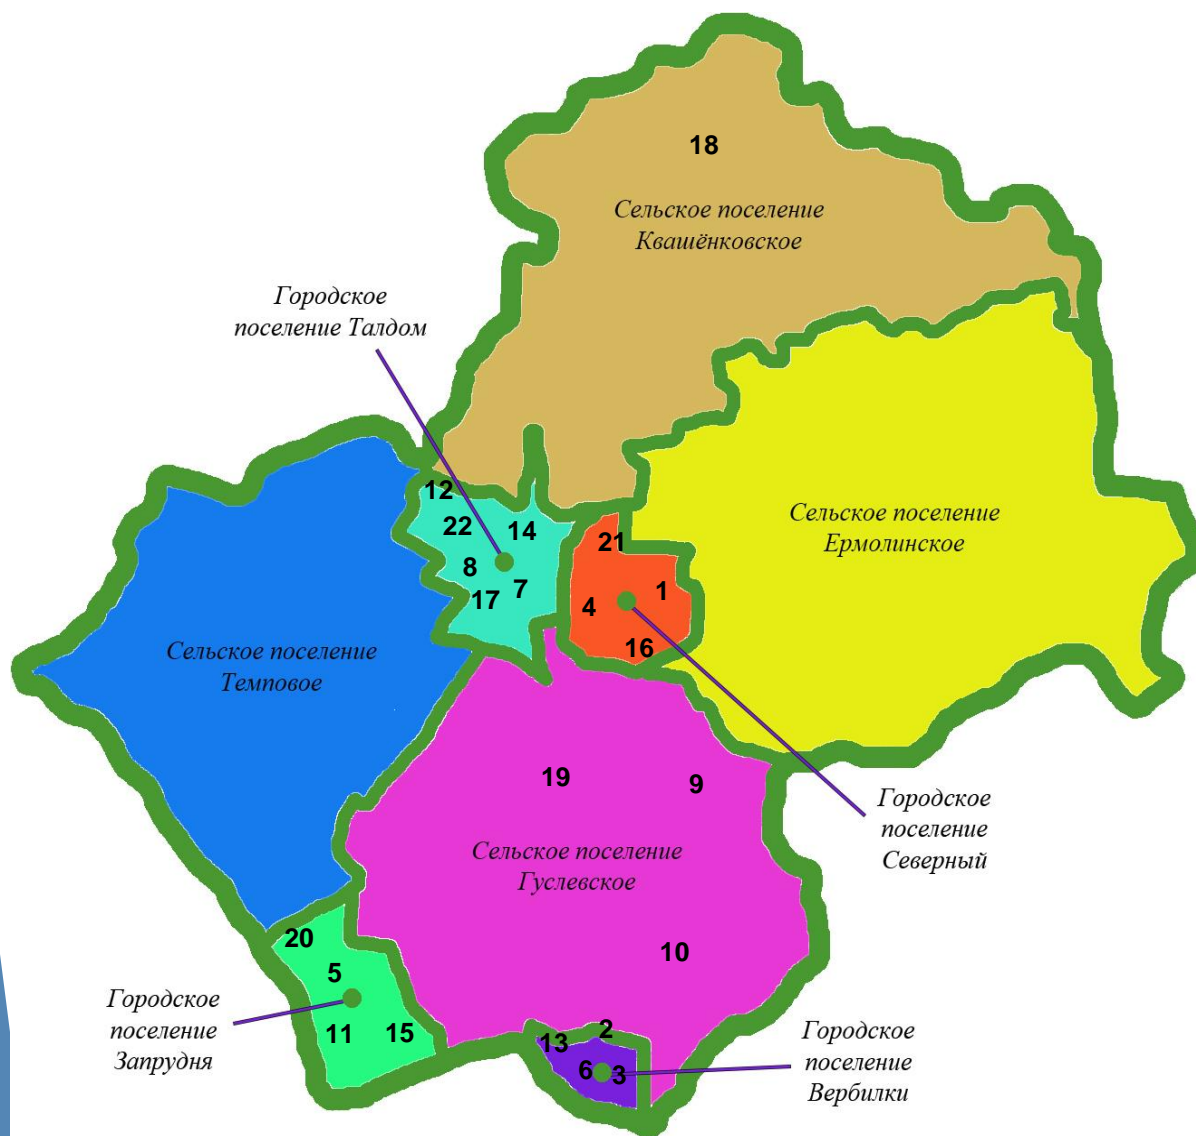 18
Сельское поселение
Квашёнковское
Городское
поселение Талдом
12
22
14
21
Сельское поселение
Ермолинское
8
7
1
17
4
16
Сельское поселение
Темповое
19
9
Городское
поселение
Северный
Сельское поселение
Гуслевское
20
10
5
Городское
поселение
Запрудня
11
15
13
2
6
3
Городское
поселение
Вербилки